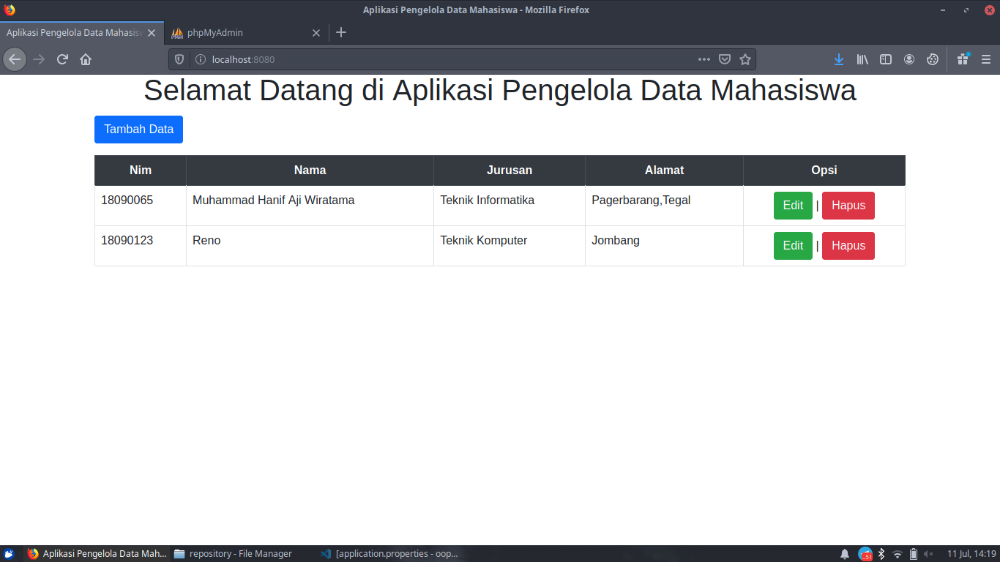 Aplikasi Pengelola Data Mahasiswa - Mozilla Firefox
Aplikasi Pengelola Data Mahasisw phpMyAdmin
localhost:8080
Selamat Datang di Aplikasi Pengelola Data Mahasiswa
Tambah Data
Nim Nama Jurusan Alamat Opsi
18090065 Muhammad Hanif Aji Wiratama Teknik Informatika Pagerbarang,Tegal Edit | Hapus
18090123 Reno Teknik Komputer Jombang Edit | Hapus
Aplikasi Pengelola Data Mah... repository - File Manager [application.properties - oop... ..51 11 Jul, 14:19